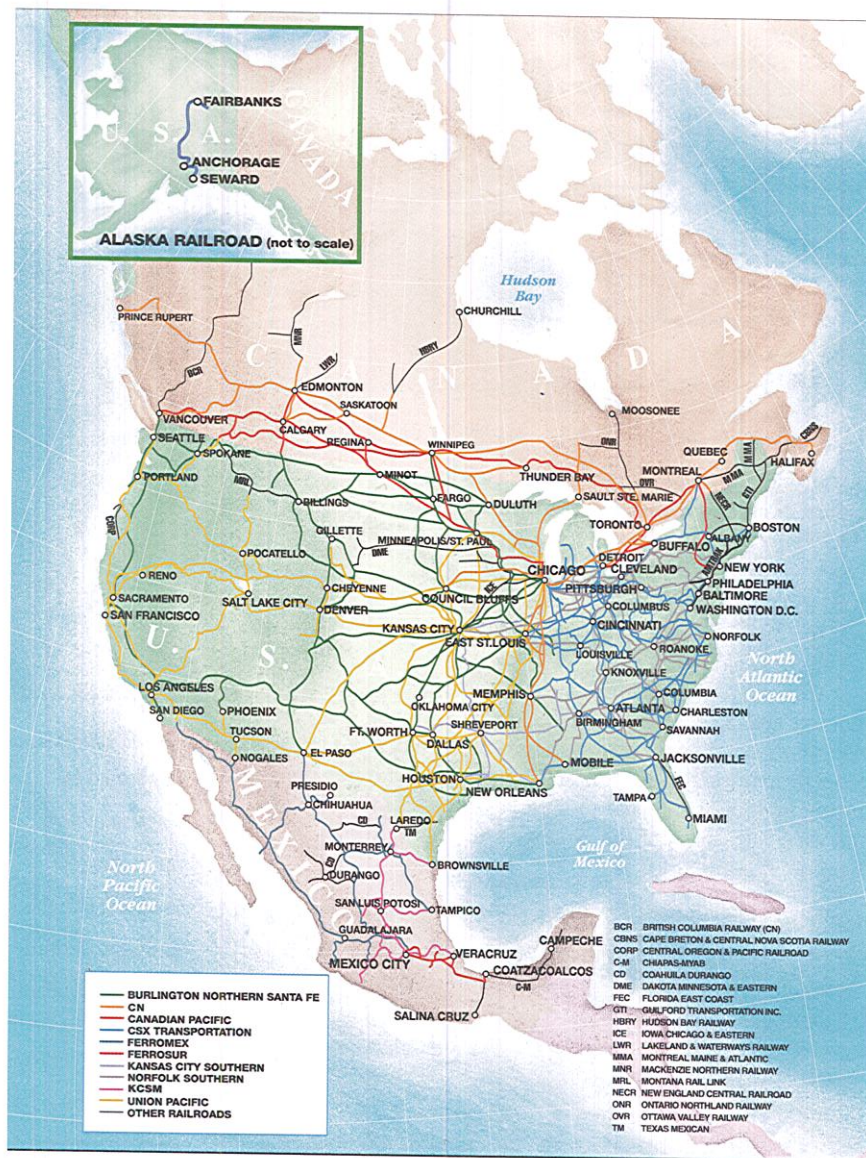 FAIRBANKS
U. S. A.
CANADA
ANCHORAGE
SEWARD
ALASKA RAILROAD (not to scale)
Hudson
Bay
PRINCE RUPERT
CHURCHILL
MNR
LWR
HBRY
BCR
CANADA
EDMONTON
SASKATOON
MOOSONEE
VANCOUVER
CALGARY
SEATTLE
REGINA
WINNIPEG
ONR
QUEBEC
MMA
CBNS
SPOKANE
MINOT
THUNDER BAY
OVR
MONTREAL
MMA
HALIFAX
PORTLAND
MRL
BILLINGS
FARGO
DULUTH
SAULT STE. MARIE
NECR
GTI
CORP
GILLETTE
TORONTO
ALBANY
BOSTON
MINNEAPOLIS/ST. PAUL
DME
BUFFALO
POCATELLO
DETROIT
AMTRAK
NEW YORK
RENO
CHEYENNE
CHICAGO
CLEVELAND
PHILADELPHIA
SACRAMENTO
SALT LAKE CITY
COUNCIL BLUFFS
ICE
PITTSBURGH
BALTIMORE
SAN FRANCISCO
DENVER
COLUMBUS
WASHINGTON D.C.
U. S.
KANSAS CITY
CINCINNATI
EAST ST.LOUIS
NORFOLK
LOUISVILLE
ROANOKE
North
Atlantic
Ocean
KNOXVILLE
LOS ANGELES
OKLAHOMA CITY
MEMPHIS
COLUMBIA
SAN DIEGO
PHOENIX
SHREVEPORT
ATLANTA
CHARLESTON
TUCSON
FT. WORTH
BIRMINGHAM
SAVANNAH
DALLAS
NOGALES
EL PASO
MOBILE
JACKSONVILLE
HOUSTON
NEW ORLEANS
FEC
PRESIDIO
TAMPA
CHIHUAHUA
MIAMI
MEXICO
CD
LAREDO
TM
MONTERREY
Gulf of
Mexico
North
Pacific
Ocean
CD
DURANGO
BROWNSVILLE
SAN LUIS POTOSI
TAMPICO
GUADALAJARA
CAMPECHE
MEXICO CITY
VERACRUZ
COATZACOALCOS
C-M
SALINA CRUZ
BURLINGTON NORTHERN SANTA FE
CN
CANADIAN PACIFIC
CSX TRANSPORTATION
FERROMEX
FERROSUR
KANSAS CITY SOUTHERN
NORFOLK SOUTHERN
KCSM
UNION PACIFIC
OTHER RAILROADS
BCR BRITISH COLUMBIA RAILWAY (CN)
CBNS CAPE BRETON & CENTRAL NOVA SCOTIA RAILWAY
CORP CENTRAL OREGON & PACIFIC RAILROAD
C-M CHIAPAS-MYAB
CD COAHUILA DURANGO
DME DAKOTA MINNESOTA & EASTERN
FEC FLORIDA EAST COAST
GTI GUILFORD TRANSPORTATION INC.
HBRY HUDSON BAY RAILWAY
ICE IOWA CHICAGO & EASTERN
LWR LAKELAND & WATERWAYS RAILWAY
MMA MONTREAL MAINE & ATLANTIC
MNR MACKENZIE NORTHERN RAILWAY
MRL MONTANA RAIL LINK
NECR NEW ENGLAND CENTRAL RAILROAD
ONR ONTARIO NORTHLAND RAILWAY
OVR OTTAWA VALLEY RAILWAY
TM TEXAS MEXICAN